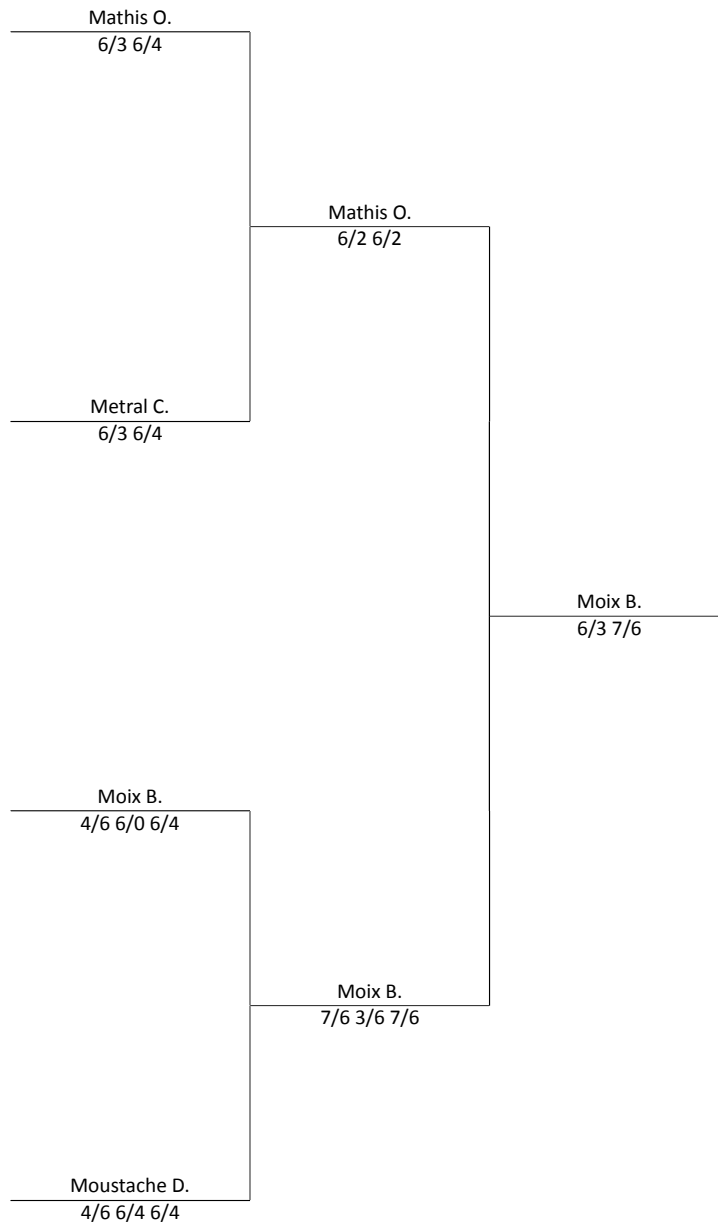 Mathis O.
6/3 6/4
Mathis O.
6/2 6/2
Metral C.
6/3 6/4
Moix B.
6/3 7/6
Moix B.
4/6 6/0 6/4
Moix B.
7/6 3/6 7/6
Moustache D.
4/6 6/4 6/4